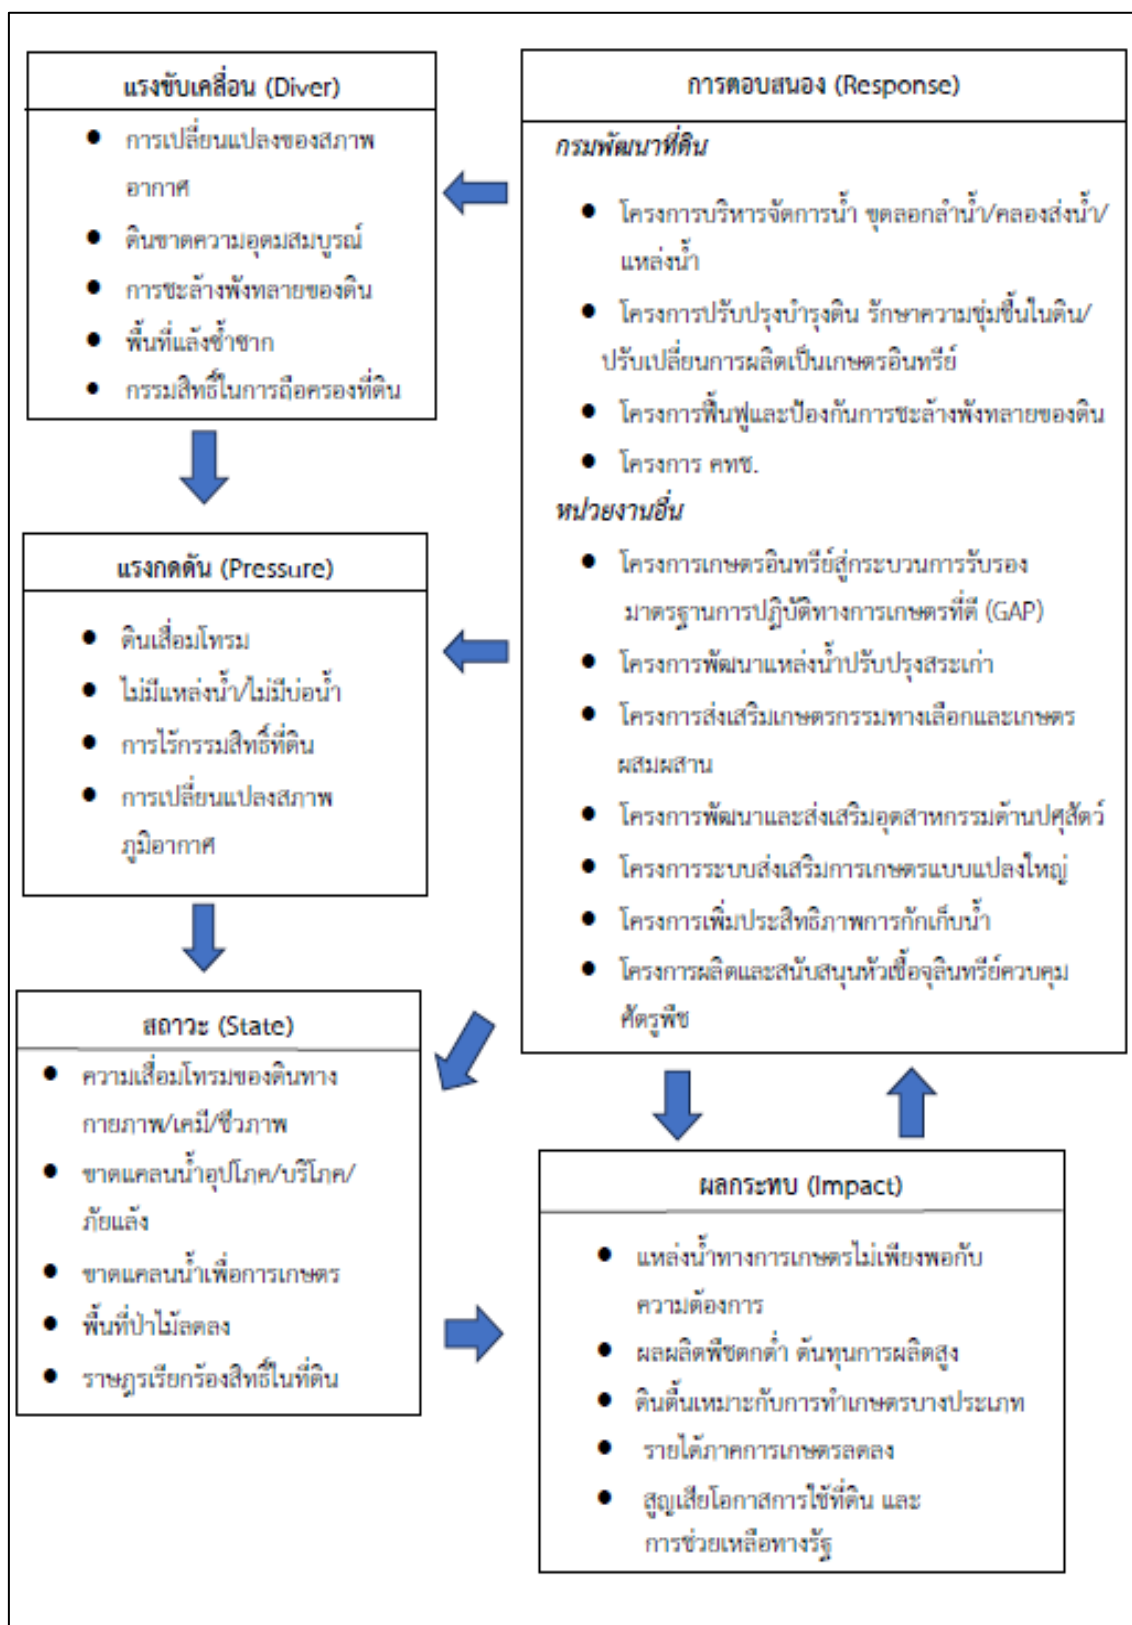 แรงขับเคลื่อน (Diver)
● การเปลี่ยนแปลงของสภาพ
อากาศ
● ดินขาดความอุดมสมบูรณ์
● การชะล้างพังทลายของดิน
● พื้นที่แล้งซ้ำซาก
● กรรมสิทธิ์ในการถือครองที่ดิน
แรงกดดัน (Pressure)
● ดินเสื่อมโทรม
● ไม่มีแหล่งน้ำ/ไม่มีบ่อน้ำ
● การไร้กรรมสิทธิ์ที่ดิน
● การเปลี่ยนแปลงสภาพ
ภูมิอากาศ
สถาวะ (State)
● ความเสื่อมโทรมของดินทาง
กายภาพ/เคมี/ชีวภาพ
● ขาดแคลนน้ำอุปโภค/บริโภค/
ภัยแล้ง
● ขาดแคลนน้ำเพื่อการเกษตร
● พื้นที่ป่าไม้ลดลง
● ราษฎรเรียกร้องสิทธิ์ในที่ดิน
การตอบสนอง (Response)
กรมพัฒนาที่ดิน
● โครงการบริหารจัดการน้ำ ขุดลอกลำน้ำ/คลองส่งน้ำ/
แหล่งน้ำ
● โครงการปรับปรุงบำรุงดิน รักษาความชุ่มชื้นในดิน/
ปรับเปลี่ยนการผลิตเป็นเกษตรอินทรีย์
● โครงการฟื้นฟูและป้องกันการชะล้างพังทลายของดิน
● โครงการ คทช.
หน่วยงานอื่น
● โครงการเกษตรอินทรีย์สู่กระบวนการรับรอง
มาตรฐานการปฏิบัติทางการเกษตรที่ดี (GAP)
● โครงการพัฒนาแหล่งน้ำปรับปรุงสระเก่า
● โครงการส่งเสริมเกษตรกรรมทางเลือกและเกษตร
ผสมผสาน
● โครงการพัฒนาและส่งเสริมอุตสาหกรรมด้านปศุสัตว์
● โครงการระบบส่งเสริมการเกษตรแบบแปลงใหญ่
● โครงการเพิ่มประสิทธิภาพการกักเก็บน้ำ
● โครงการผลิตและสนับสนุนหัวเชื้อจุลินทรีย์ควบคุม
ศัตรูพืช
ผลกระทบ (Impact)
● แหล่งน้ำทางการเกษตรไม่เพียงพอกับ
ความต้องการ
● ผลผลิตพืชตกต่ำ ต้นทุนการผลิตสูง
● ดินตื้นเหมาะกับการทำเกษตรบางประเภท
● รายได้ภาคการเกษตรลดลง
● สูญเสียโอกาสการใช้ที่ดิน และ
การช่วยเหลือทางรัฐ